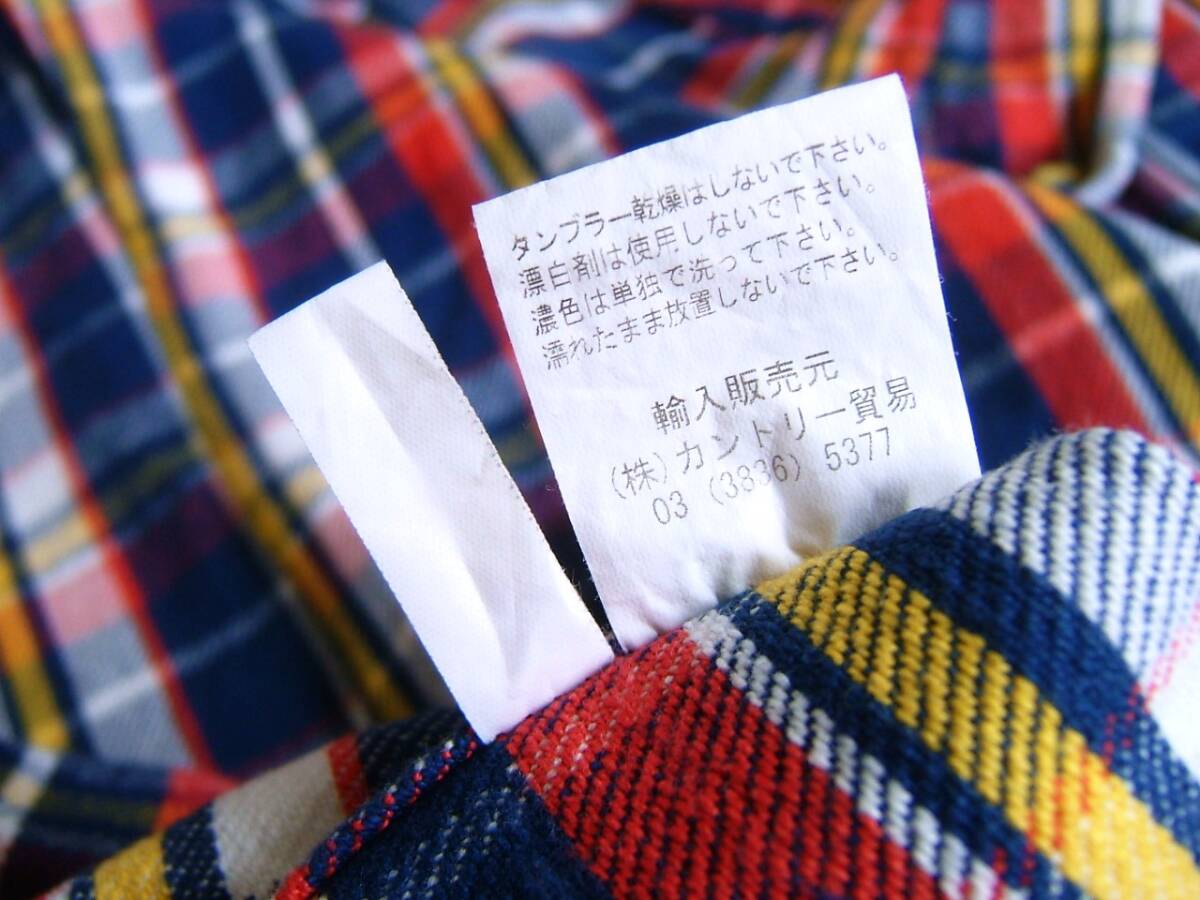 タンブラー乾燥はしないで下さい。
漂白剤は使用しないで下さい。
濃色は単独で洗って下さい。
濡れたまま放置しないで下さい。
輸入販売元
(株)カントリー貿易
03 (3836) 5377